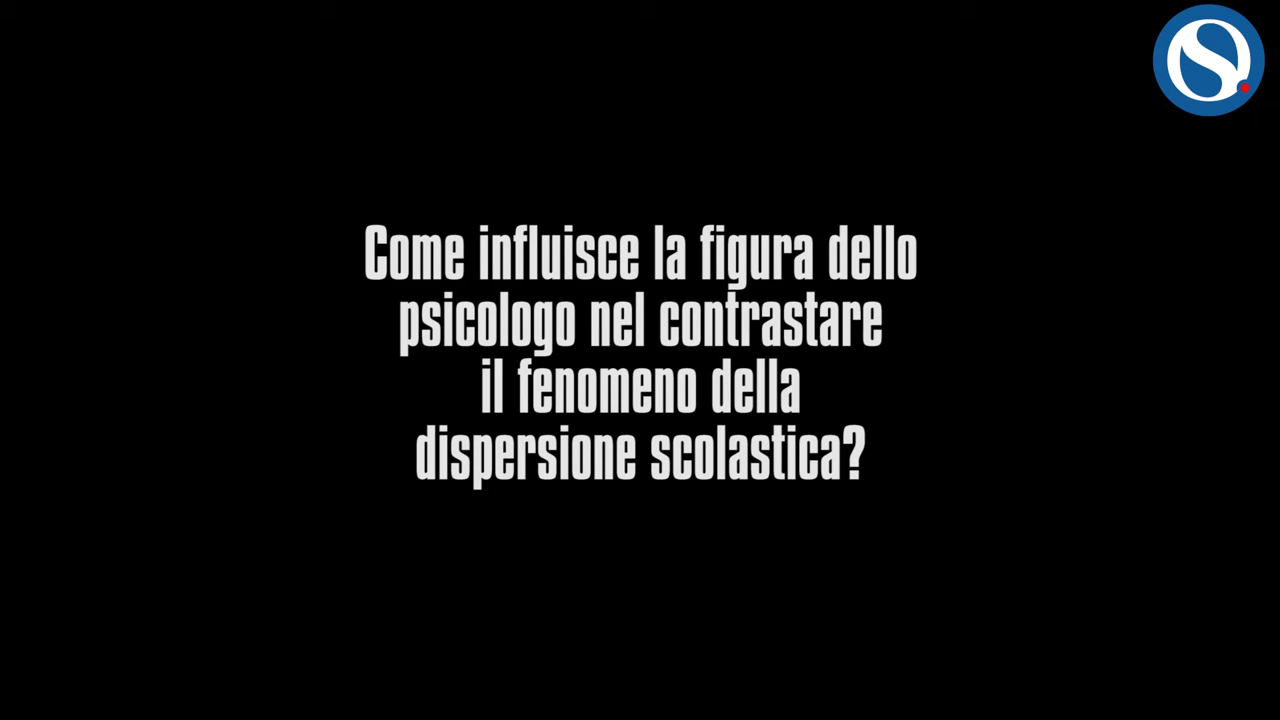 Come influisce la figura dello
psicologo nel contrastare
il fenomeno della
dispersione scolastica?